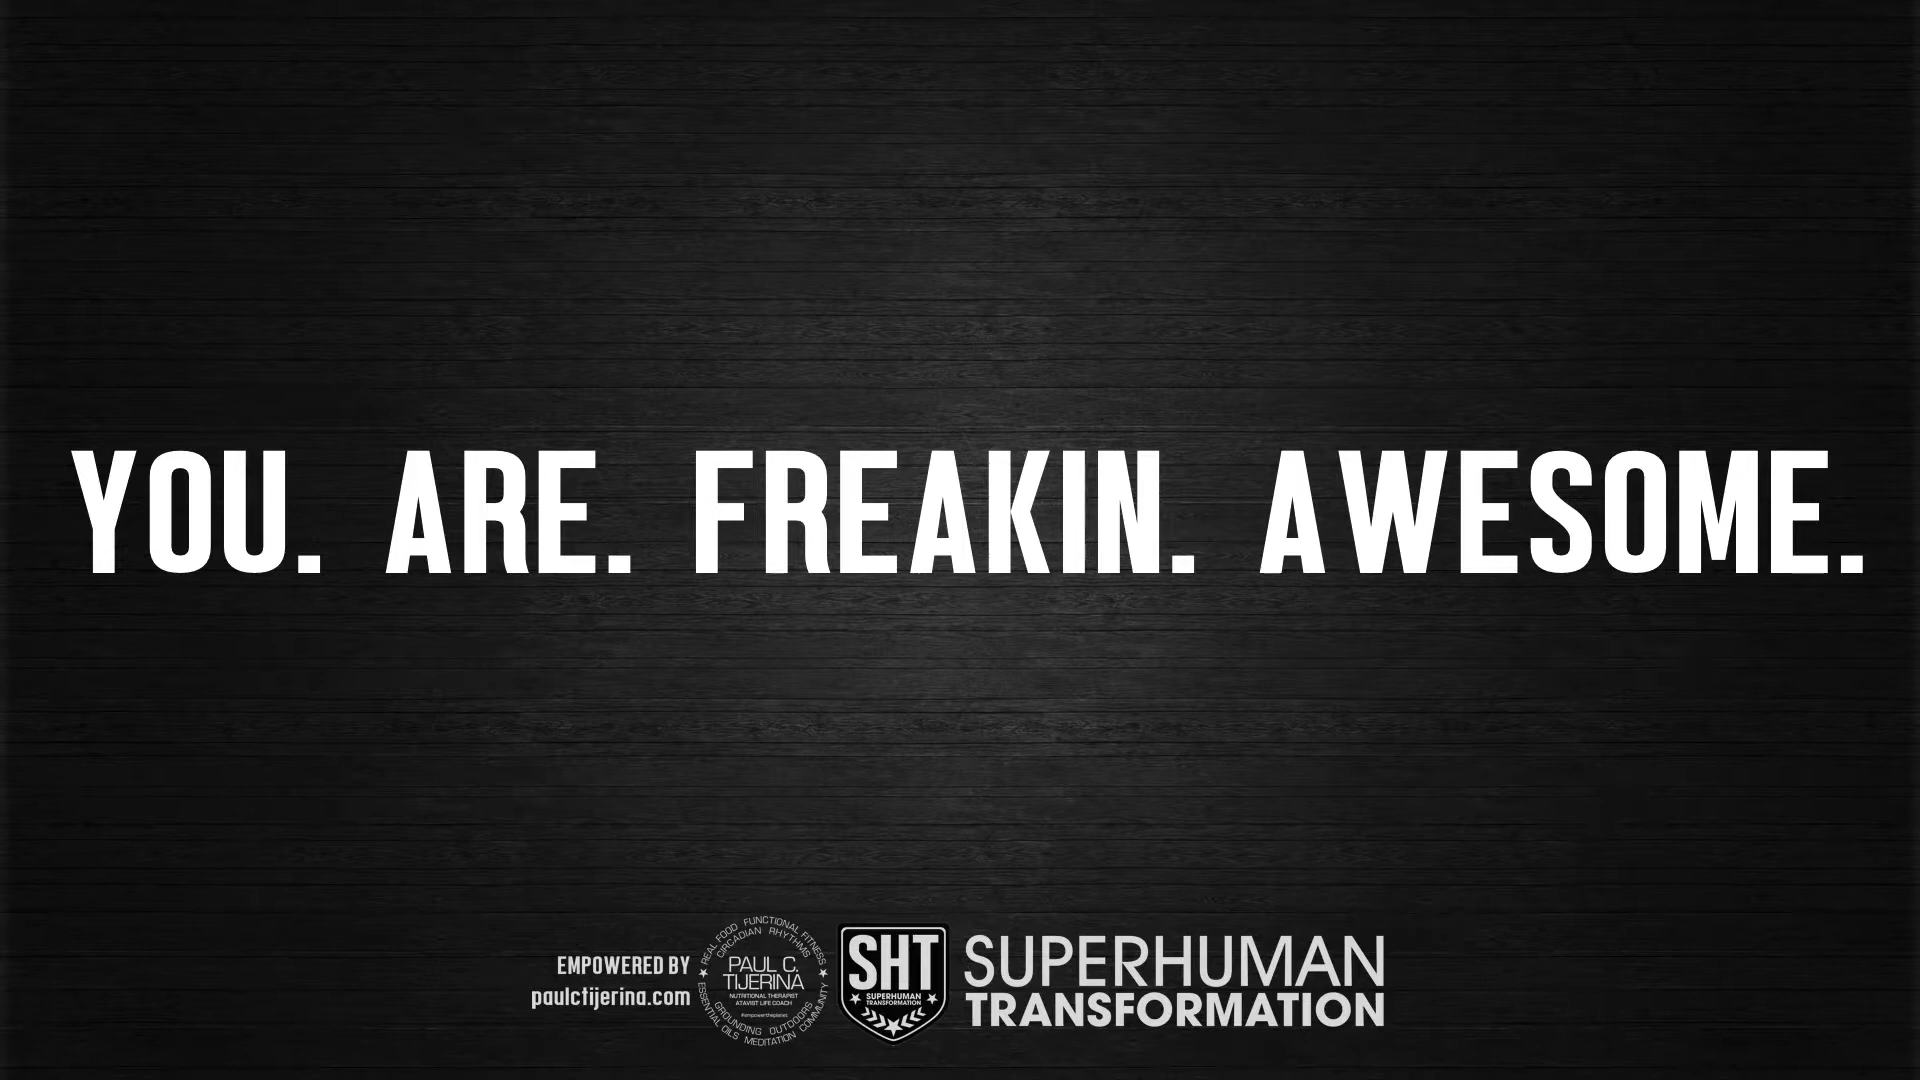 YOU. ARE. FREAKIN. AWESOME.
EMPOWERED BY
paulctijerina.com
REAL FOOD FUNCTIONAL FITNESS
CIRCADIAN RHYTHMS
PAUL C.
TIJERINA
NUTRITIONAL THERAPIST
ATAVIST LIFE COACH
#empowertheplanet
GROUNDING OUTDOORS
ESSENTIAL OILS MEDITATION COMMUNITY
SHT
SUPERHUMAN
TRANSFORMATION
SUPERHUMAN
TRANSFORMATION